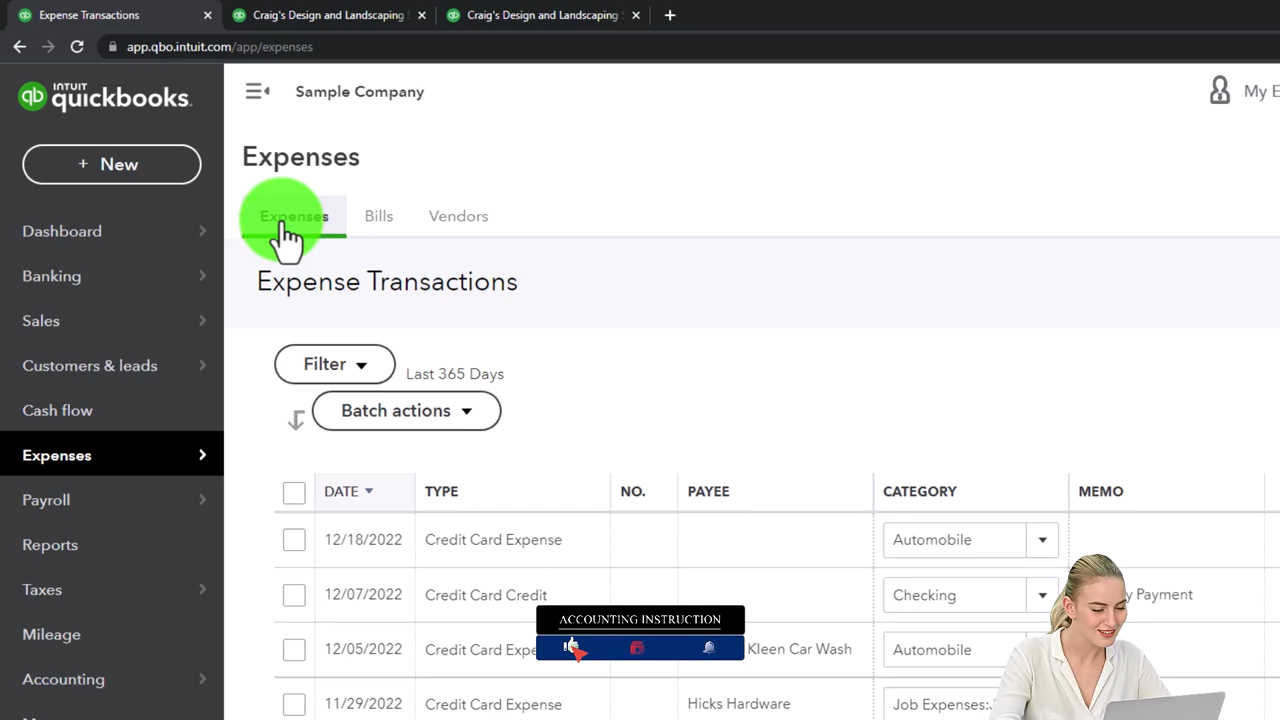 Expense Transactions
Craig's Design and Landscaping
Craig's Design and Landscaping
app.qbo.intuit.com/app/expenses
INTUIT
quickbooks
Sample Company
My E
+ New
Expenses
Expenses Bills Vendors
Dashboard
Banking
Sales
Customers & leads
Cash flow
Expenses
Payroll
Reports
Taxes
Mileage
Accounting
Expense Transactions
Filter
Last 365 Days
Batch actions
DATE TYPE NO. PAYEE CATEGORY MEMO
12/18/2022 Credit Card Expense Automobile
12/07/2022 Credit Card Credit Checking y Payment
12/05/2022 Credit Card Expe Kleen Car Wash Automobile
11/29/2022 Credit Card Expense Hicks Hardware Job Expenses:
ACCOUNTING INSTRUCTION